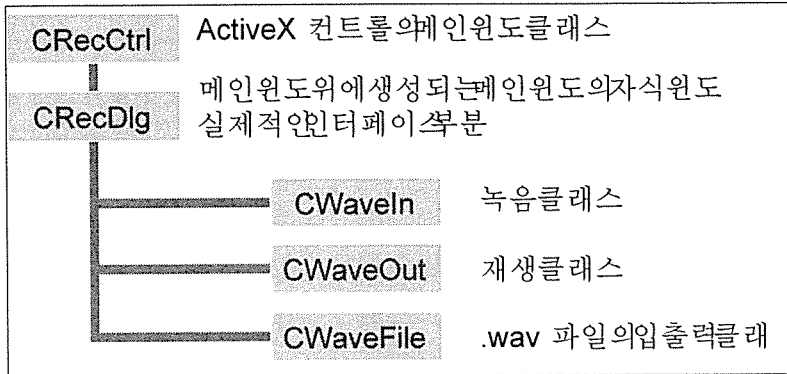 CRecCtrl ActiveX 컨트롤의메인윈도클래스
메인윈도위에생성되는메인윈도의자식윈도
CRecDlg 실제적인인터페이스부분
CWaveIn 녹음클래스
CWaveOut 재생클래스
CWaveFile .wav 파일의입출력클래